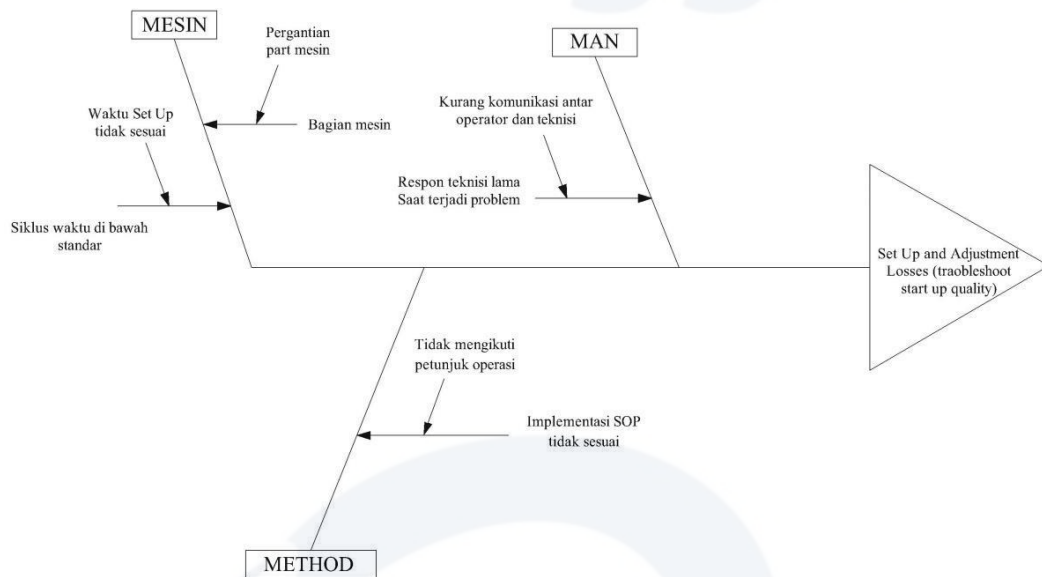 MESIN
Pergantian
part mesin
MAN
Waktu Set Up
tidak sesuai
Bagian mesin
Kurang komunikasi antar
operator dan teknisi
Respon teknisi lama
Saat terjadi problem
Siklus waktu di bawah
standar
Set Up and Adjustment
Losses (traobleshoot
start up quality)
Tidak mengikuti
petunjuk operasi
Implementasi SOP
tidak sesuai
METHOD